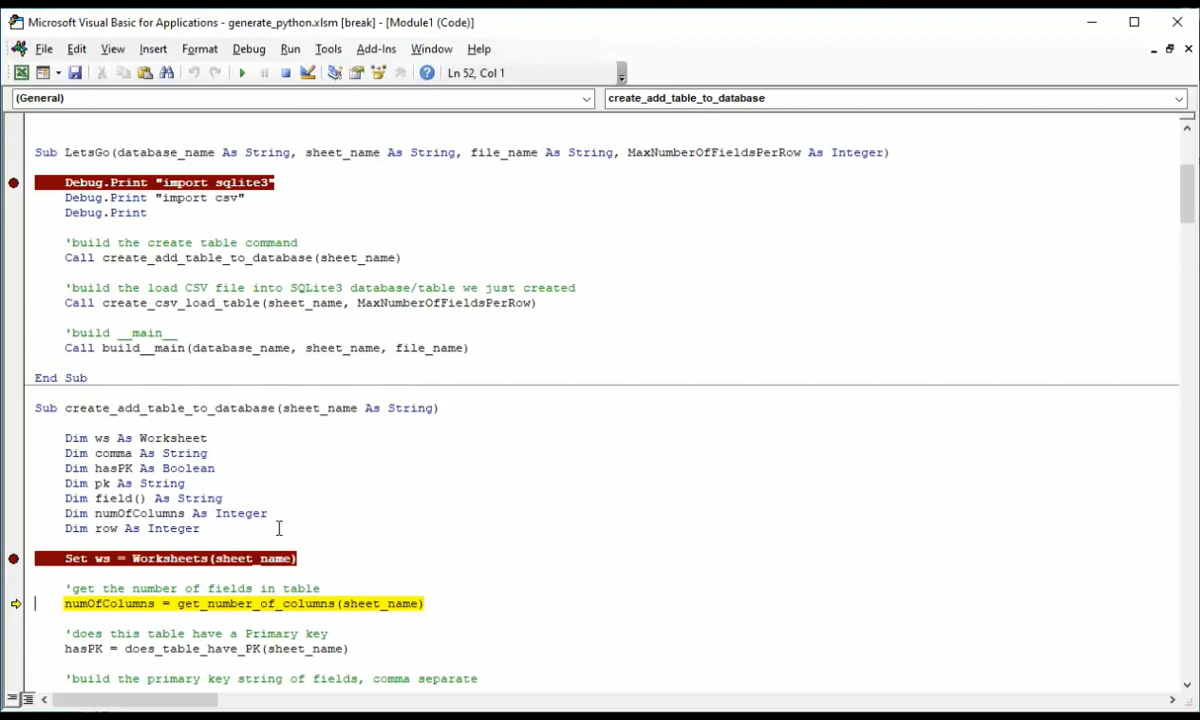 Microsoft Visual Basic for Applications - generate_python.xlsm [break] - [Module1 (Code)]
File Edit View Insert Format Debug Run Tools Add-Ins Window Help
Ln 52, Col 1
(General) create_add_table_to_database
Sub LetsGo(database_name As String, sheet_name As String, file_name As String, MaxNumberOfFieldsPerRow As Integer)
Debug.Print "import sqlite3"
Debug.Print "import csv"
Debug.Print
'build the create table command
Call create_add_table_to_database(sheet_name)
'build the load CSV file into SQLite3 database/table we just created
Call create_csv_load_table(sheet_name, MaxNumberOfFieldsPerRow)
'build __main__
Call build__main(database_name, sheet_name, file_name)
End Sub
Sub create_add_table_to_database(sheet_name As String)
Dim ws As Worksheet
Dim comma As String
Dim hasPK As Boolean
Dim pk As String
Dim field() As String
Dim numOfColumns As Integer
Dim row As Integer
Set ws = Worksheets(sheet_name)
'get the number of fields in table
numOfColumns = get_number_of_columns(sheet_name)
'does this table have a Primary key
hasPK = does_table_have_PK(sheet_name)
'build the primary key string of fields, comma separate